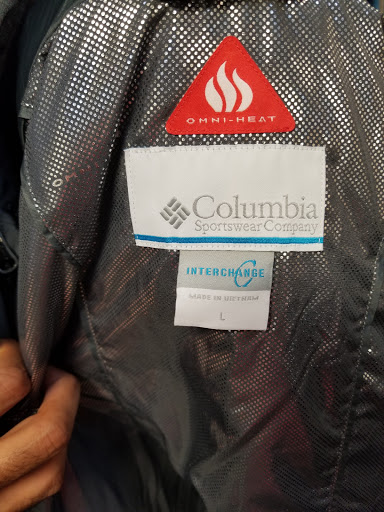 OMNI-HEAT
Columbia
Sportswear Company
INTERCHANGE
MADE IN VIETNAM
L